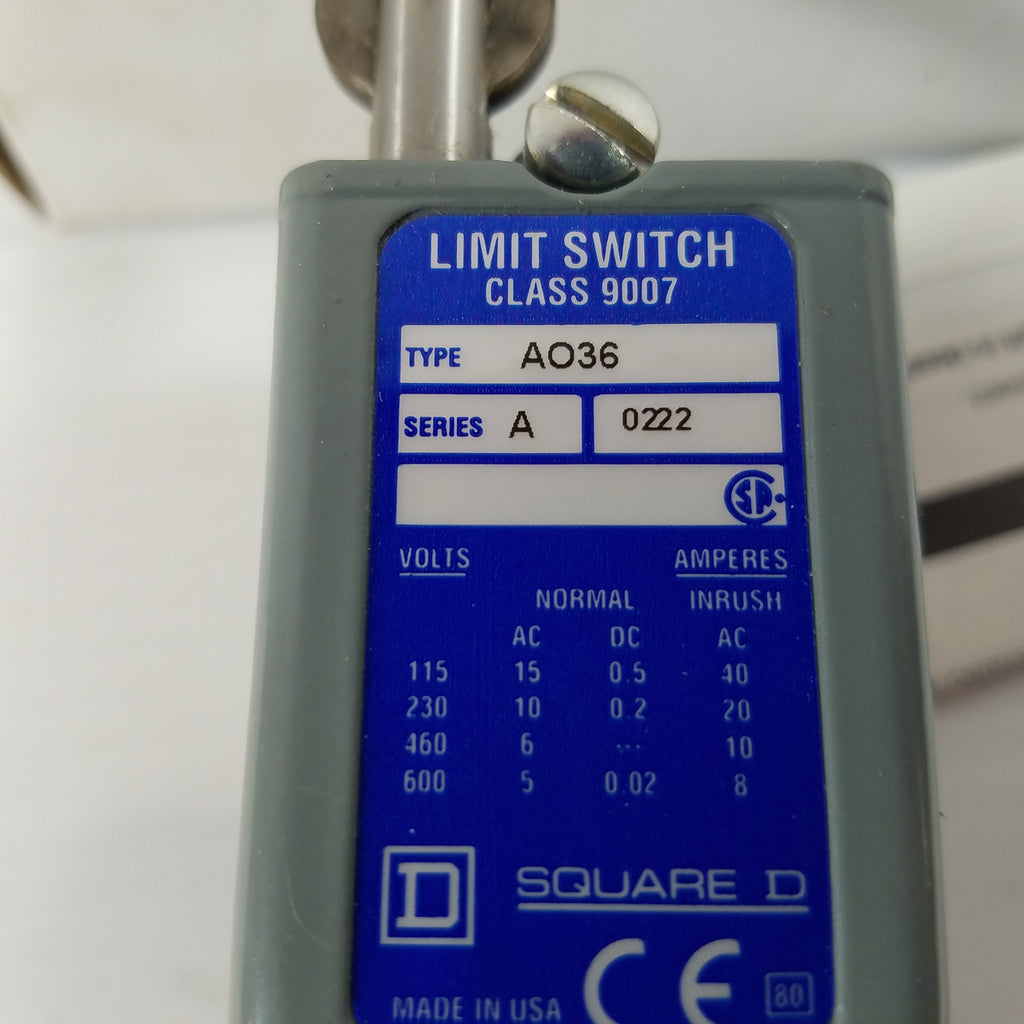 LIMIT SWITCH
CLASS 9007
TYPE AO36
SERIES A 0222
VOLTS AMPERES
NORMAL INRUSH
AC DC AC
115 15 0.5 40
230 10 0.2 20
460 6 --- 10
600 5 0.02 8
D SQUARE D
MADE IN USA CE 80